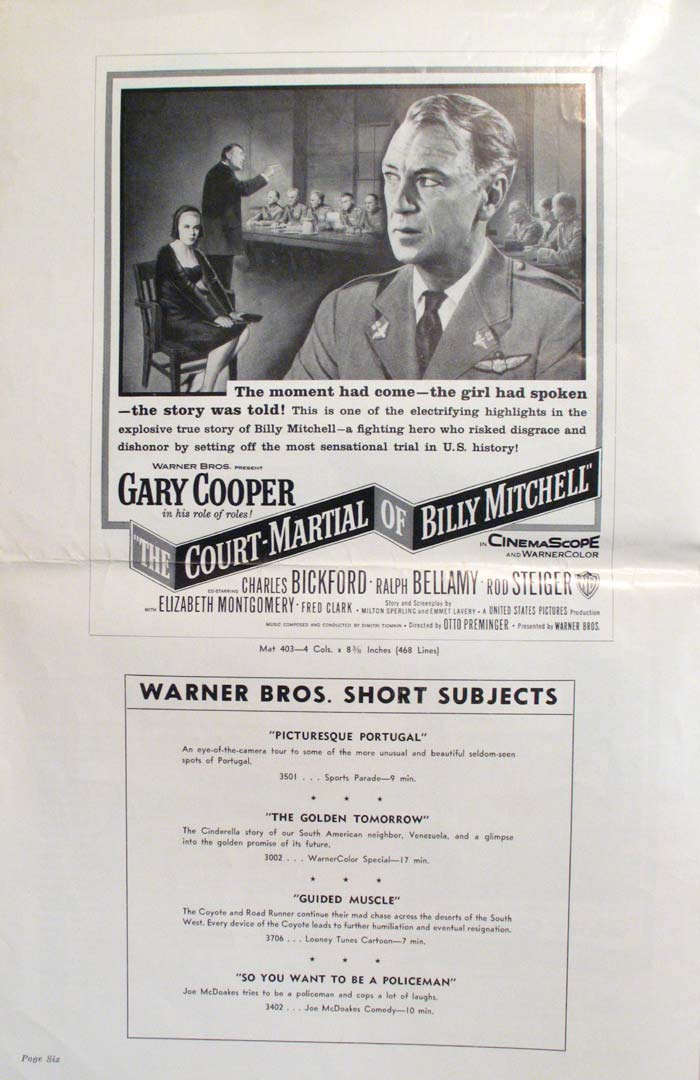 The moment had come—the girl had spoken
—the story was told! This is one of the electrifying highlights in the
explosive true story of Billy Mitchell—a fighting hero who risked disgrace and
dishonor by setting off the most sensational trial in U.S. history!
WARNER BROS. PRESENT
GARY COOPER
in his role of roles!
"THE COURT-MARTIAL OF BILLY MITCHELL"
IN CINEMASCOPE
AND WARNERCOLOR
CO-STARRING CHARLES BICKFORD · RALPH BELLAMY · ROD STEIGER WB
WITH ELIZABETH MONTGOMERY · FRED CLARK · Story and Screenplay by MILTON SPERLING and EMMET LAVERY · A UNITED STATES PICTURES Production
MUSIC COMPOSED AND CONDUCTED BY DIMITRI TIOMKIN · Directed by OTTO PREMINGER · Presented by WARNER BROS.
Mat 403—4 Cols. x 8⅜ Inches (468 Lines)
WARNER BROS. SHORT SUBJECTS
"PICTURESQUE PORTUGAL"
An eye-of-the-camera tour to some of the more unusual and beautiful seldom-seen
spots of Portugal.
3501 . . . Sports Parade—9 min.
"THE GOLDEN TOMORROW"
The Cinderella story of our South American neighbor, Venezuela, and a glimpse
into the golden promise of its future.
3002 . . . WarnerColor Special—17 min.
"GUIDED MUSCLE"
The Coyote and Road Runner continue their mad chase across the deserts of the South
West. Every device of the Coyote leads to further humiliation and eventual resignation.
3706 . . . Looney Tunes Cartoon—7 min.
"SO YOU WANT TO BE A POLICEMAN"
Joe McDoakes tries to be a policeman and cops a lot of laughs.
3402 . . . Joe McDoakes Comedy—10 min.
Page Six